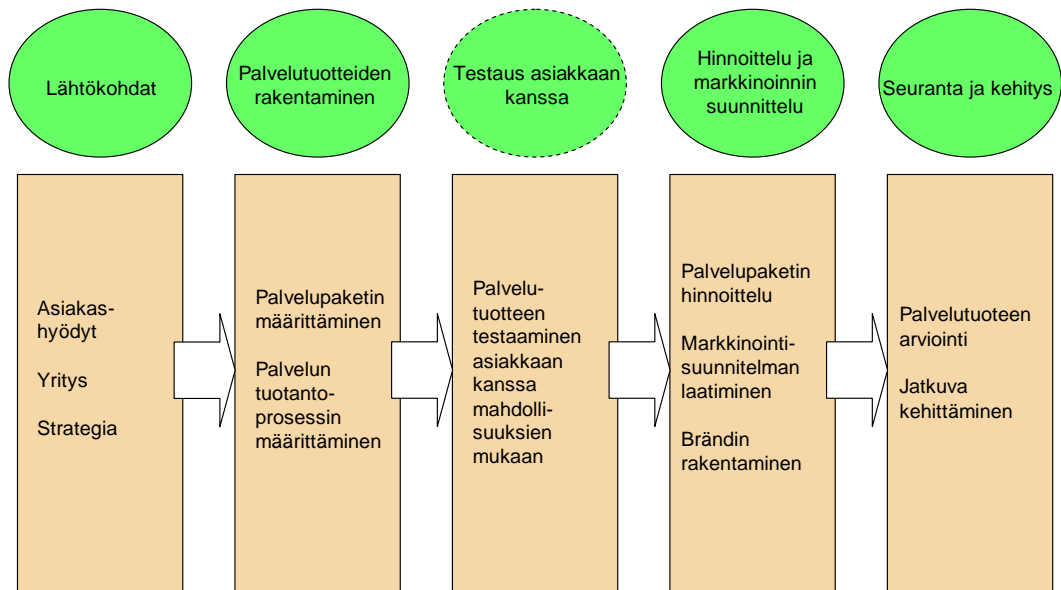 Lähtökohdat
Palvelutuotteiden
rakentaminen
Testaus asiakkaan
kanssa
Hinnoittelu ja
markkinoinnin
suunnittelu
Seuranta ja kehitys
Asiakas-
hyödyt
Yritys
Strategia
Palvelupaketin
määrittäminen
Palvelun
tuotanto-
prosessin
määrittäminen
Palvelu-
tuotteen
testaaminen
asiakkaan
kanssa
mahdolli-
suuksien
mukaan
Palvelupaketin
hinnoittelu
Markkinointi-
suunnitelman
laatiminen
Brändin
rakentaminen
Palvelutuoteen
arviointi
Jatkuva
kehittäminen